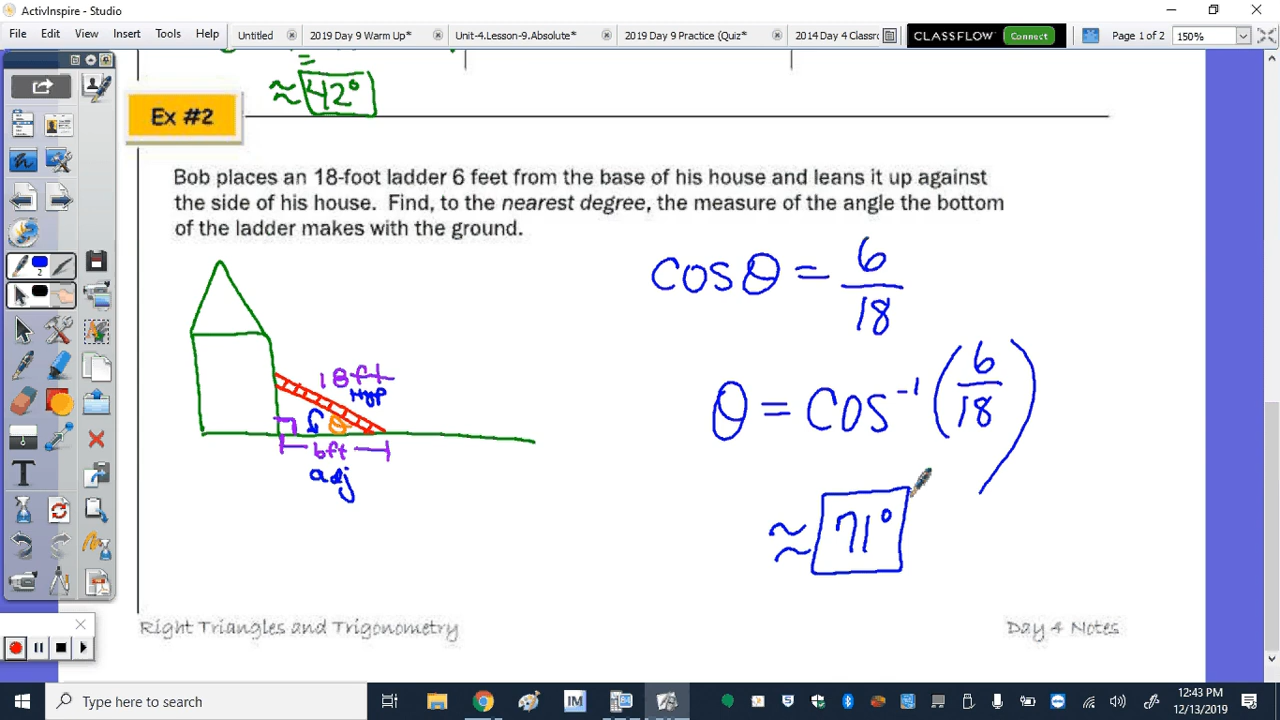 ActivInspire - Studio
File Edit View Insert Tools Help Untitled 2019 Day 9 Warm Up* Unit-4.Lesson-9.Absolute* 2019 Day 9 Practice (Quiz* 2014 Day 4 Classro CLASSFLOW Connect Page 1 of 2 150%
=
≈ 42°
Ex #2
Bob places an 18-foot ladder 6 feet from the base of his house and leans it up against
the side of his house. Find, to the nearest degree, the measure of the angle the bottom
of the ladder makes with the ground.
cosθ = 6/18
18ft
Hyp
θ
6ft
adj
θ = cos⁻¹(6/18)
≈ 71°
Right Triangles and Trigonometry Day 4 Notes
Type here to search
IM
12:43 PM
12/13/2019